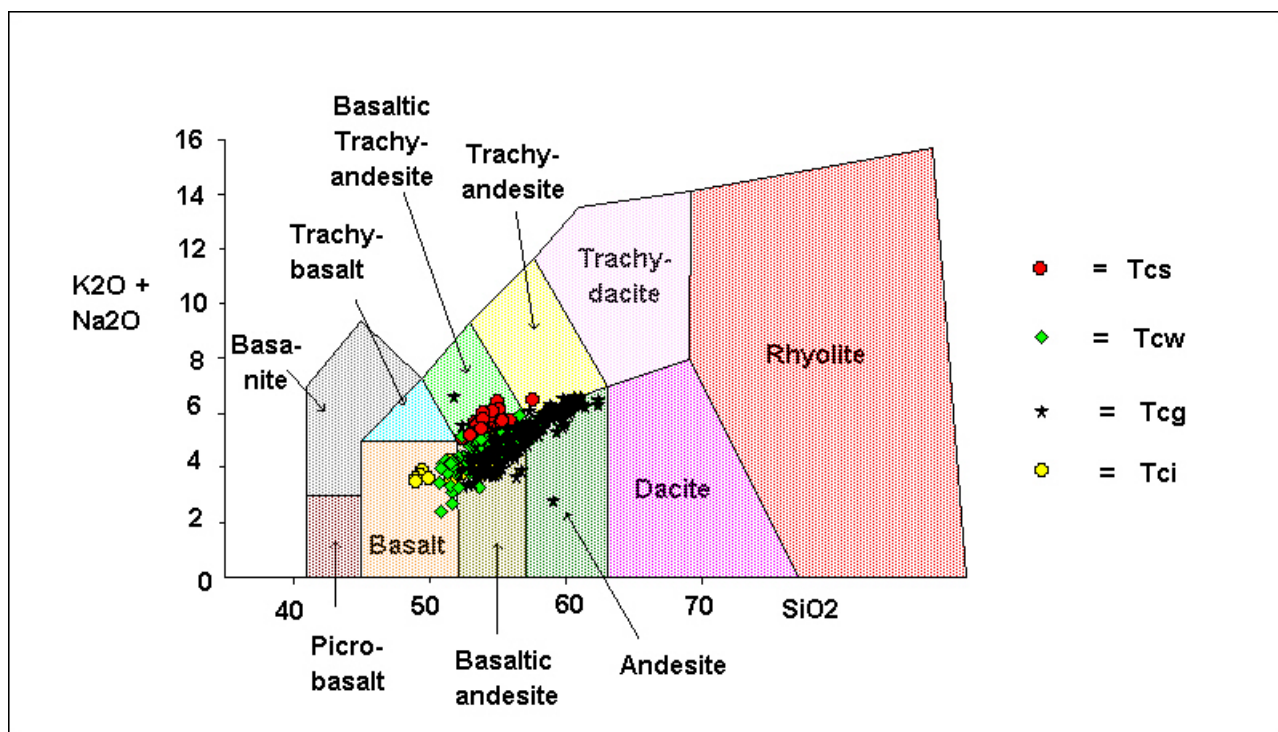 Basaltic
Trachy-
andesite
Trachy-
andesite
Trachy-
basalt
Trachy-
dacite
K2O +
Na2O
Basa-
nite
Rhyolite
Dacite
Basalt
16
14
12
10
8
6
4
2
0
40
50
60
70
SiO2
Picro-
basalt
Basaltic
andesite
Andesite
= Tcs
= Tcw
= Tcg
= Tci